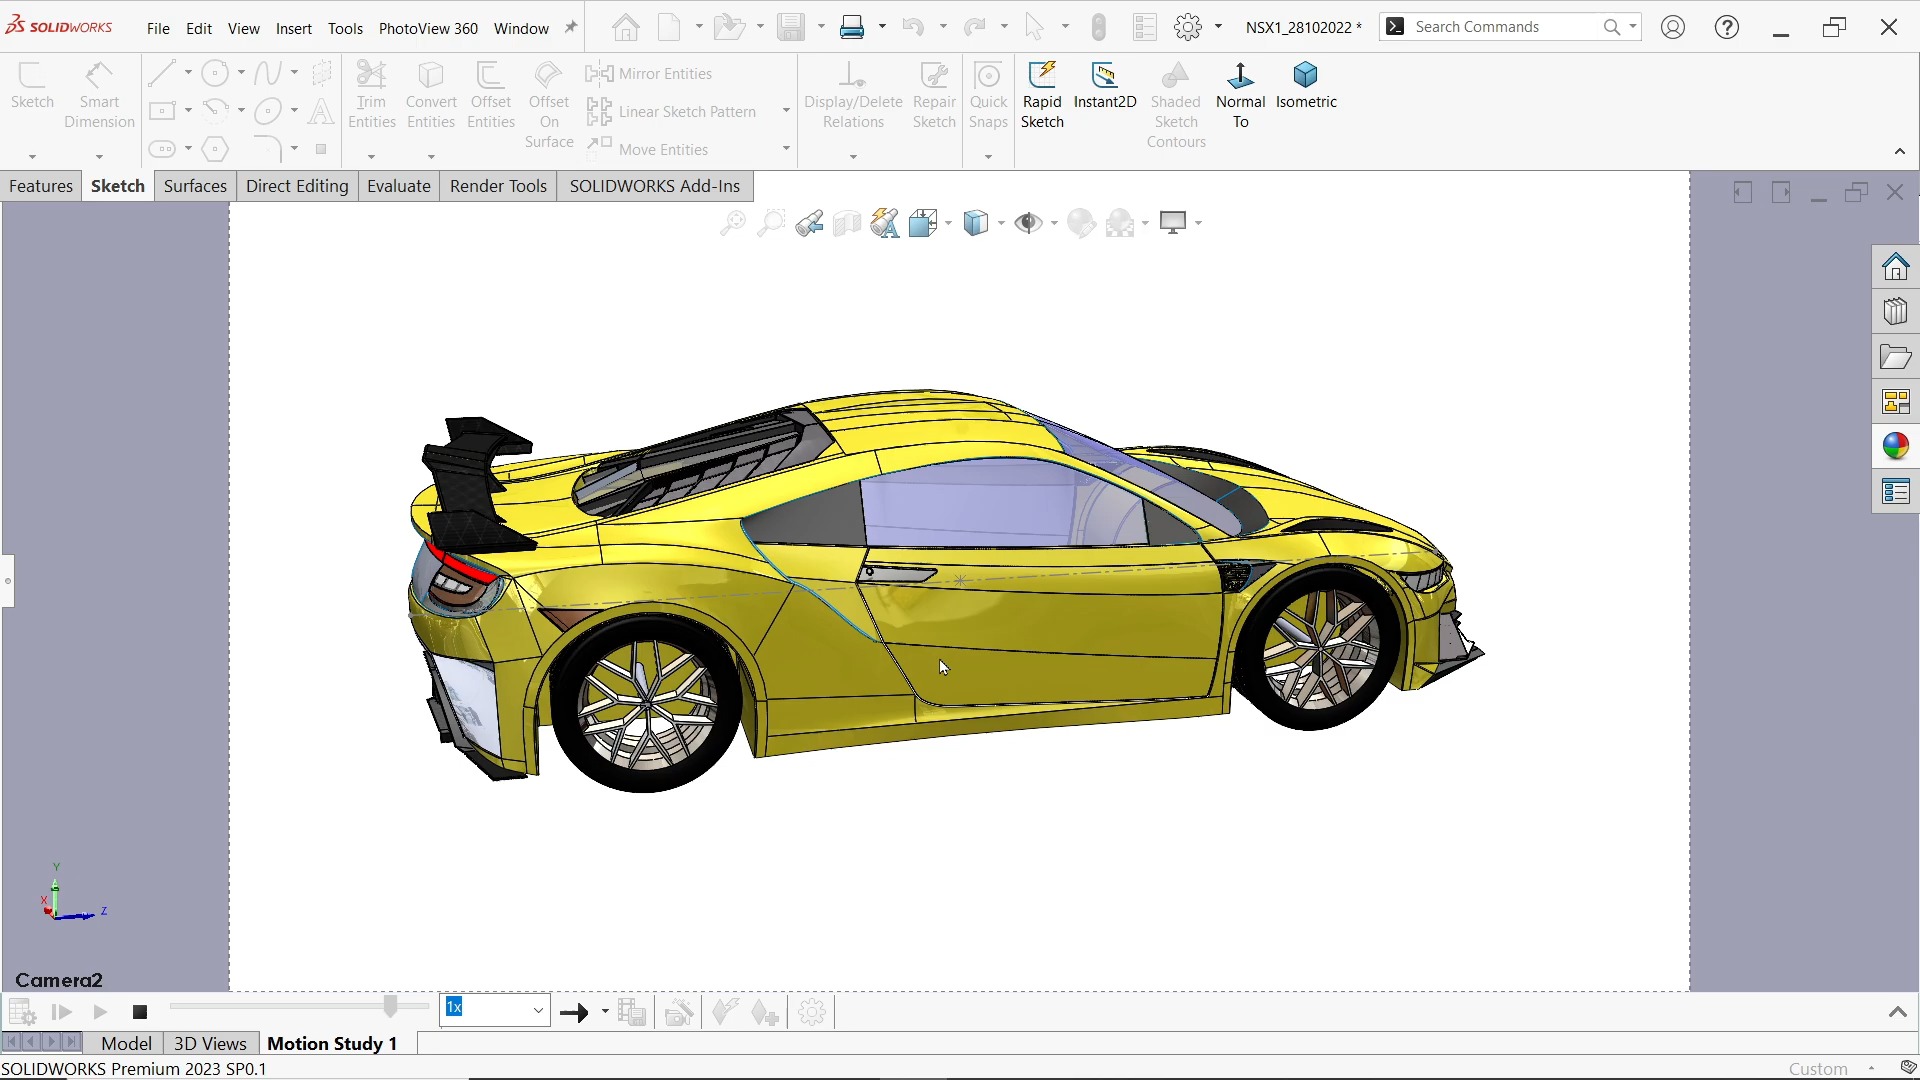 SOLIDWORKS File Edit View Insert Tools PhotoView 360 Window NSX1_28102022 * Search Commands
Sketch
Smart Dimension
Trim Entities
Convert Entities
Offset Entities
Offset On Surface
Mirror Entities
Linear Sketch Pattern
Move Entities
Display/Delete Relations
Repair Sketch
Quick Snaps
Rapid Sketch
Instant2D
Shaded Sketch Contours
Normal To
Isometric
Features Sketch Surfaces Direct Editing Evaluate Render Tools SOLIDWORKS Add-Ins
Y
X
Z
Camera2
1x
Model 3D Views Motion Study 1
SOLIDWORKS Premium 2023 SP0.1 Custom